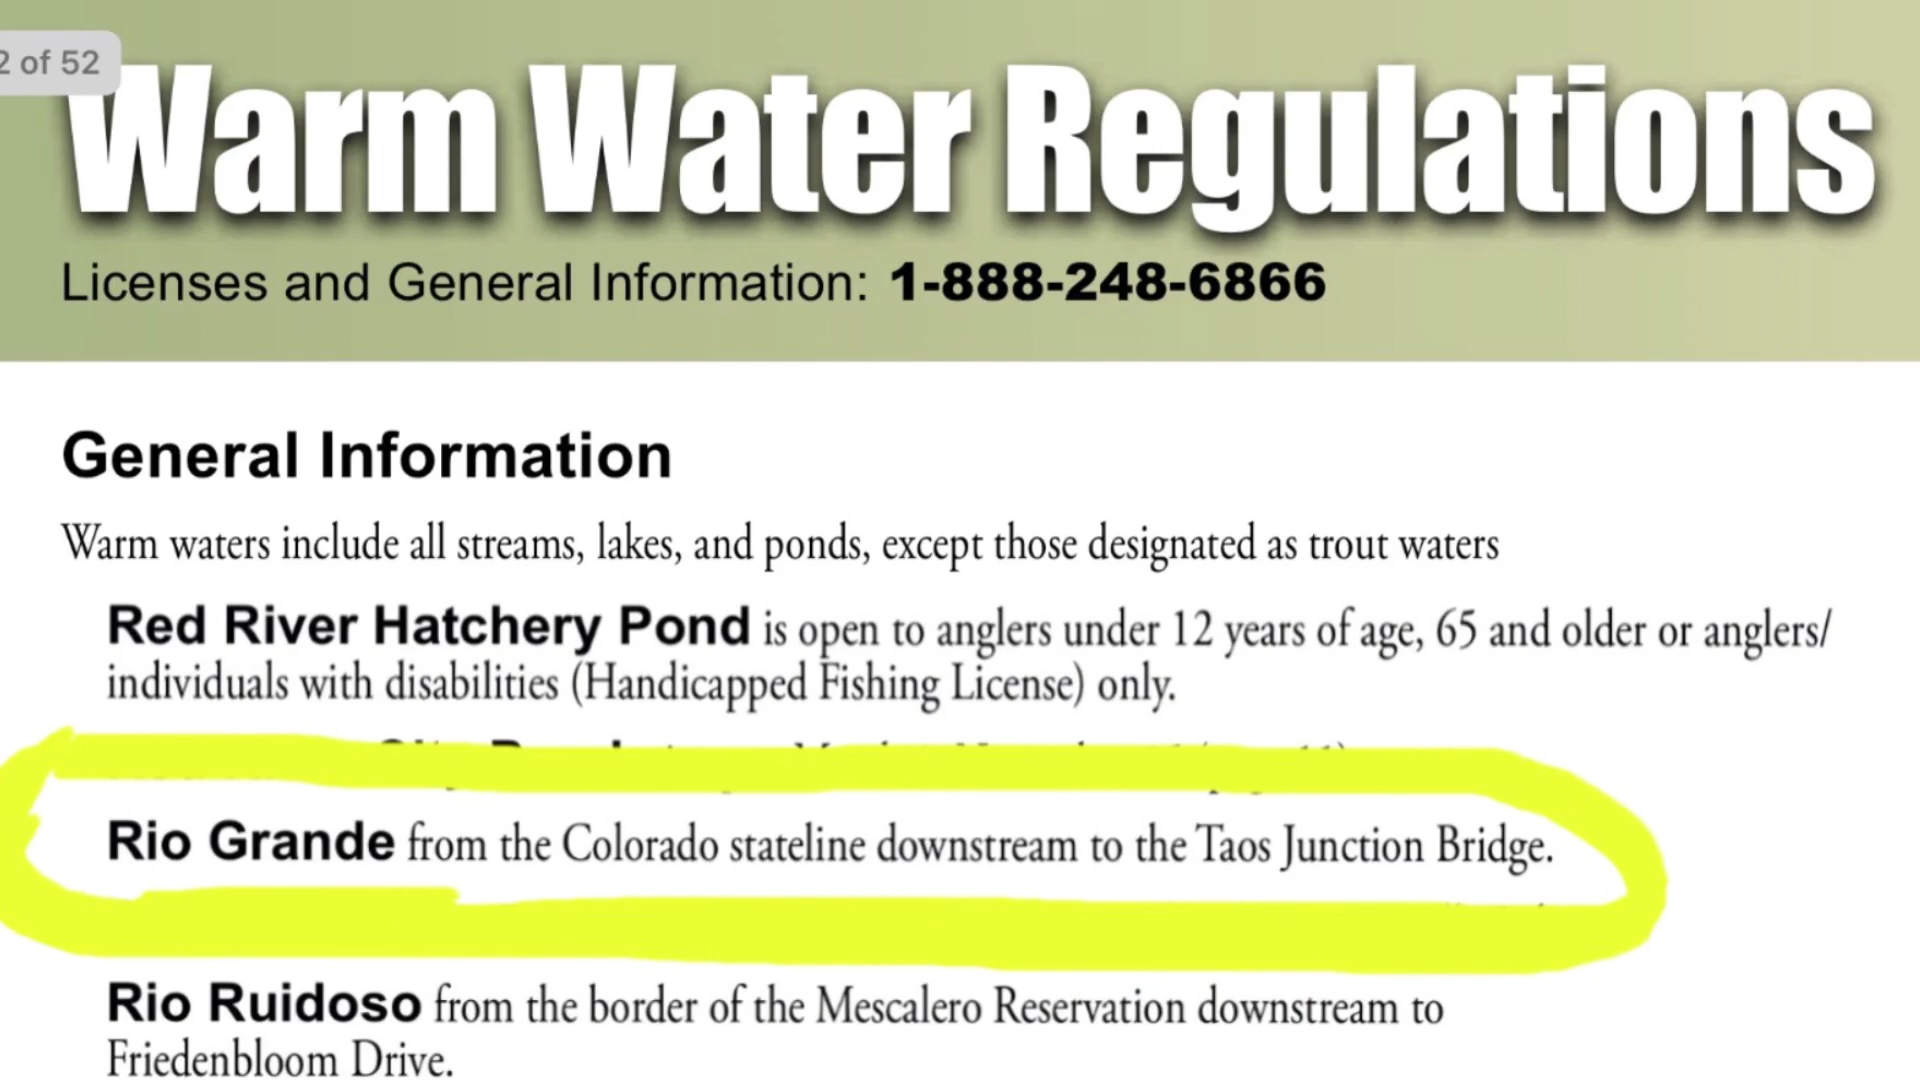 2 of 52
Warm Water Regulations
Licenses and General Information: 1-888-248-6866
General Information
Warm waters include all streams, lakes, and ponds, except those designated as trout waters
Red River Hatchery Pond is open to anglers under 12 years of age, 65 and older or anglers/
individuals with disabilities (Handicapped Fishing License) only.
Rio Grande from the Colorado stateline downstream to the Taos Junction Bridge.
Rio Ruidoso from the border of the Mescalero Reservation downstream to
Friedenbloom Drive.